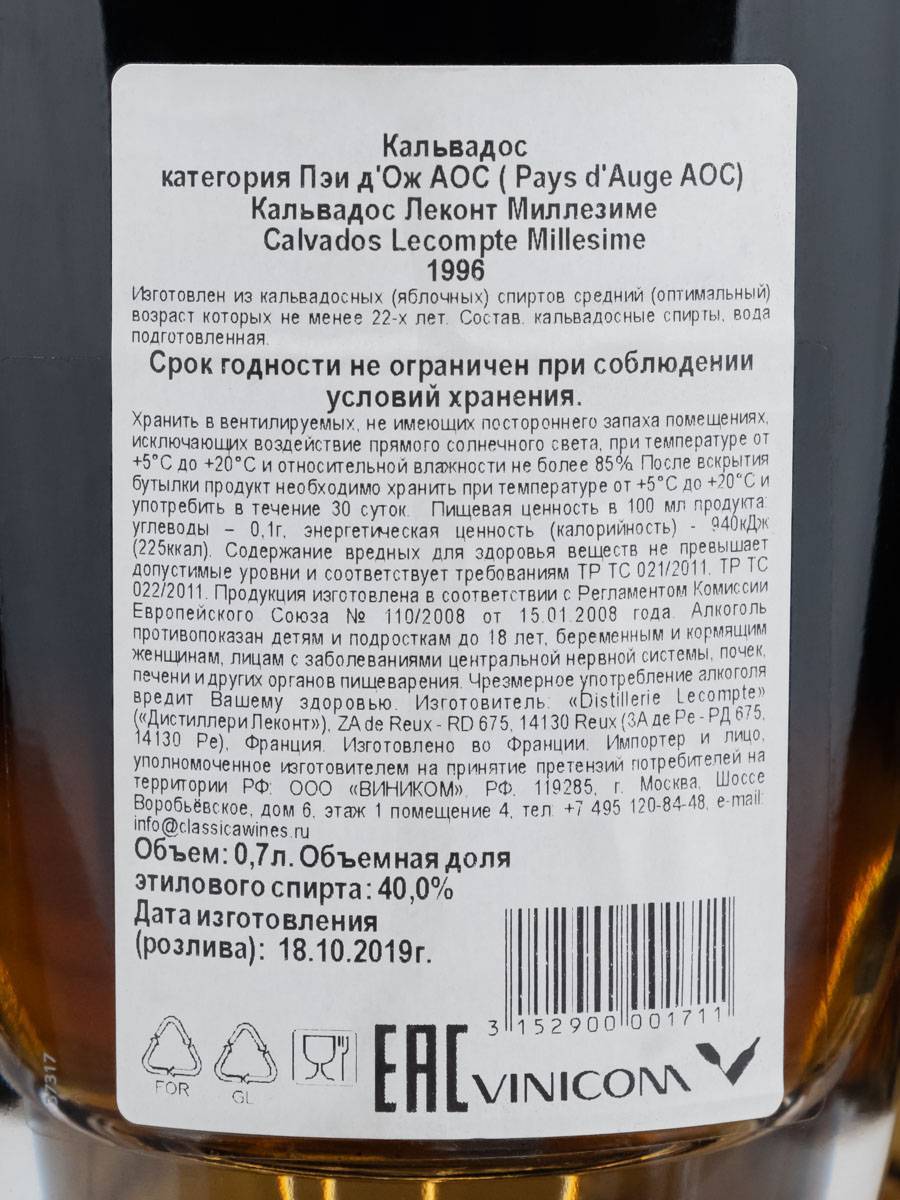 Кальвадос
категория Пэи д'Ож АОС ( Pays d'Auge AOC)
Кальвадос Леконт Миллезиме
Calvados Lecompte Millesime
1996
Изготовлен из кальвадосных (яблочных) спиртов средний (оптимальный)
возраст которых не менее 22-х лет. Состав: кальвадосные спирты, вода
подготовленная.
Срок годности не ограничен при соблюдении
условий хранения.
Хранить в вентилируемых, не имеющих постороннего запаха помещениях,
исключающих воздействие прямого солнечного света, при температуре от
+5°С до +20°С и относительной влажности не более 85%. После вскрытия
бутылки продукт необходимо хранить при температуре от +5°С до +20°С и
употребить в течение 30 суток. Пищевая ценность в 100 мл продукта:
углеводы – 0,1г, энергетическая ценность (калорийность) - 940кДж
(225ккал). Содержание вредных для здоровья веществ не превышает
допустимые уровни и соответствует требованиям ТР ТС 021/2011, ТР ТС
022/2011. Продукция изготовлена в соответствии с Регламентом Комиссии
Европейского Союза № 110/2008 от 15.01.2008 года. Алкоголь
противопоказан детям и подросткам до 18 лет, беременным и кормящим
женщинам, лицам с заболеваниями центральной нервной системы, почек,
печени и других органов пищеварения. Чрезмерное употребление алкоголя
вредит Вашему здоровью. Изготовитель: «Distillerie Lecompte»
(«Дистиллери Леконт»), ZA de Reux - RD 675, 14130 Reux (ЗА де Ре - РД 675,
14130 Ре), Франция. Изготовлено во Франции. Импортер и лицо,
уполномоченное изготовителем на принятие претензий потребителей на
территории РФ: ООО «ВИНИКОМ», РФ, 119285, г. Москва, Шоссе
Воробьёвское, дом 6, этаж 1 помещение 4, тел. +7 495 120-84-48, e-mail:
info@classicawines.ru
Объем: 0,7л. Объемная доля
этилового спирта: 40,0%
Дата изготовления
(розлива): 18.10.2019г.
3 152900 001711
FOR
GL
EAC
VINICOM